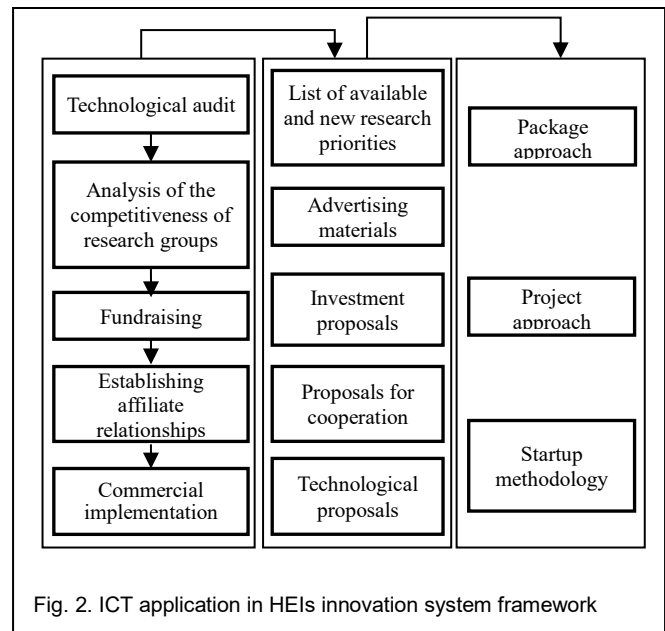 Technological audit
Analysis of the
competitiveness of
research groups
Fundraising
Establishing
affiliate
relationships
Commercial
implementation
List of available
and new research
priorities
Advertising
materials
Investment
proposals
Proposals for
cooperation
Technological
proposals
Package
approach
Project
approach
Startup
methodology
Fig. 2. ICT application in HEIs innovation system framework